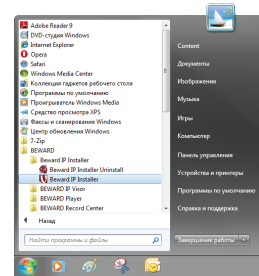 Adobe Reader 9
DVD-студия Windows
Internet Explorer
Opera
Safari
Windows Media Center
Коллекция гаджетов рабочего стола
Программы по умолчанию
Проигрыватель Windows Media
Средство просмотра XPS
Факсы и сканирование Windows
Центр обновления Windows
7-Zip
BEWARD
Beward IP Installer
Beward IP Installer Uninstall
Beward IP Installer
BEWARD IP Visor
BEWARD Player
BEWARD Record Center
Назад
Найти программы и файлы
Content
Документы
Изображения
Музыка
Игры
Компьютер
Панель управления
Устройства и принтеры
Программы по умолчанию
Справка и поддержка
Завершение работы